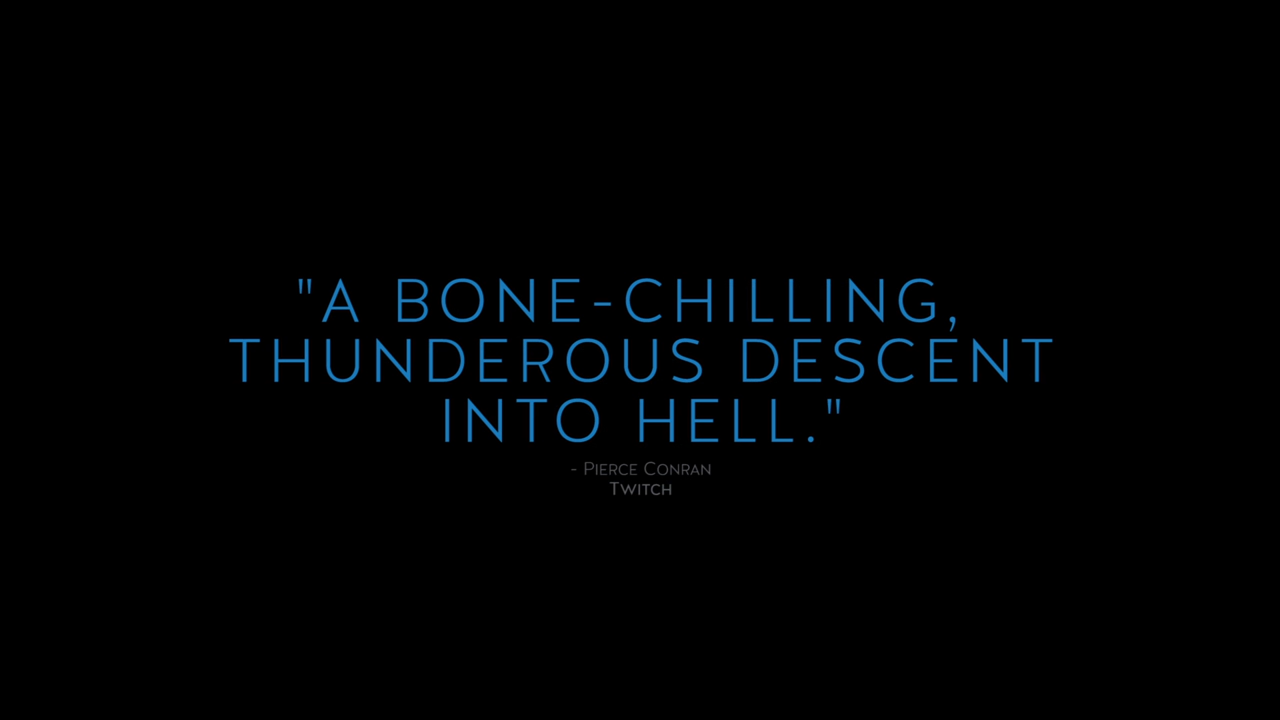 "A BONE-CHILLING,
THUNDEROUS DESCENT
INTO HELL."
- PIERCE CONRAN
TWITCH